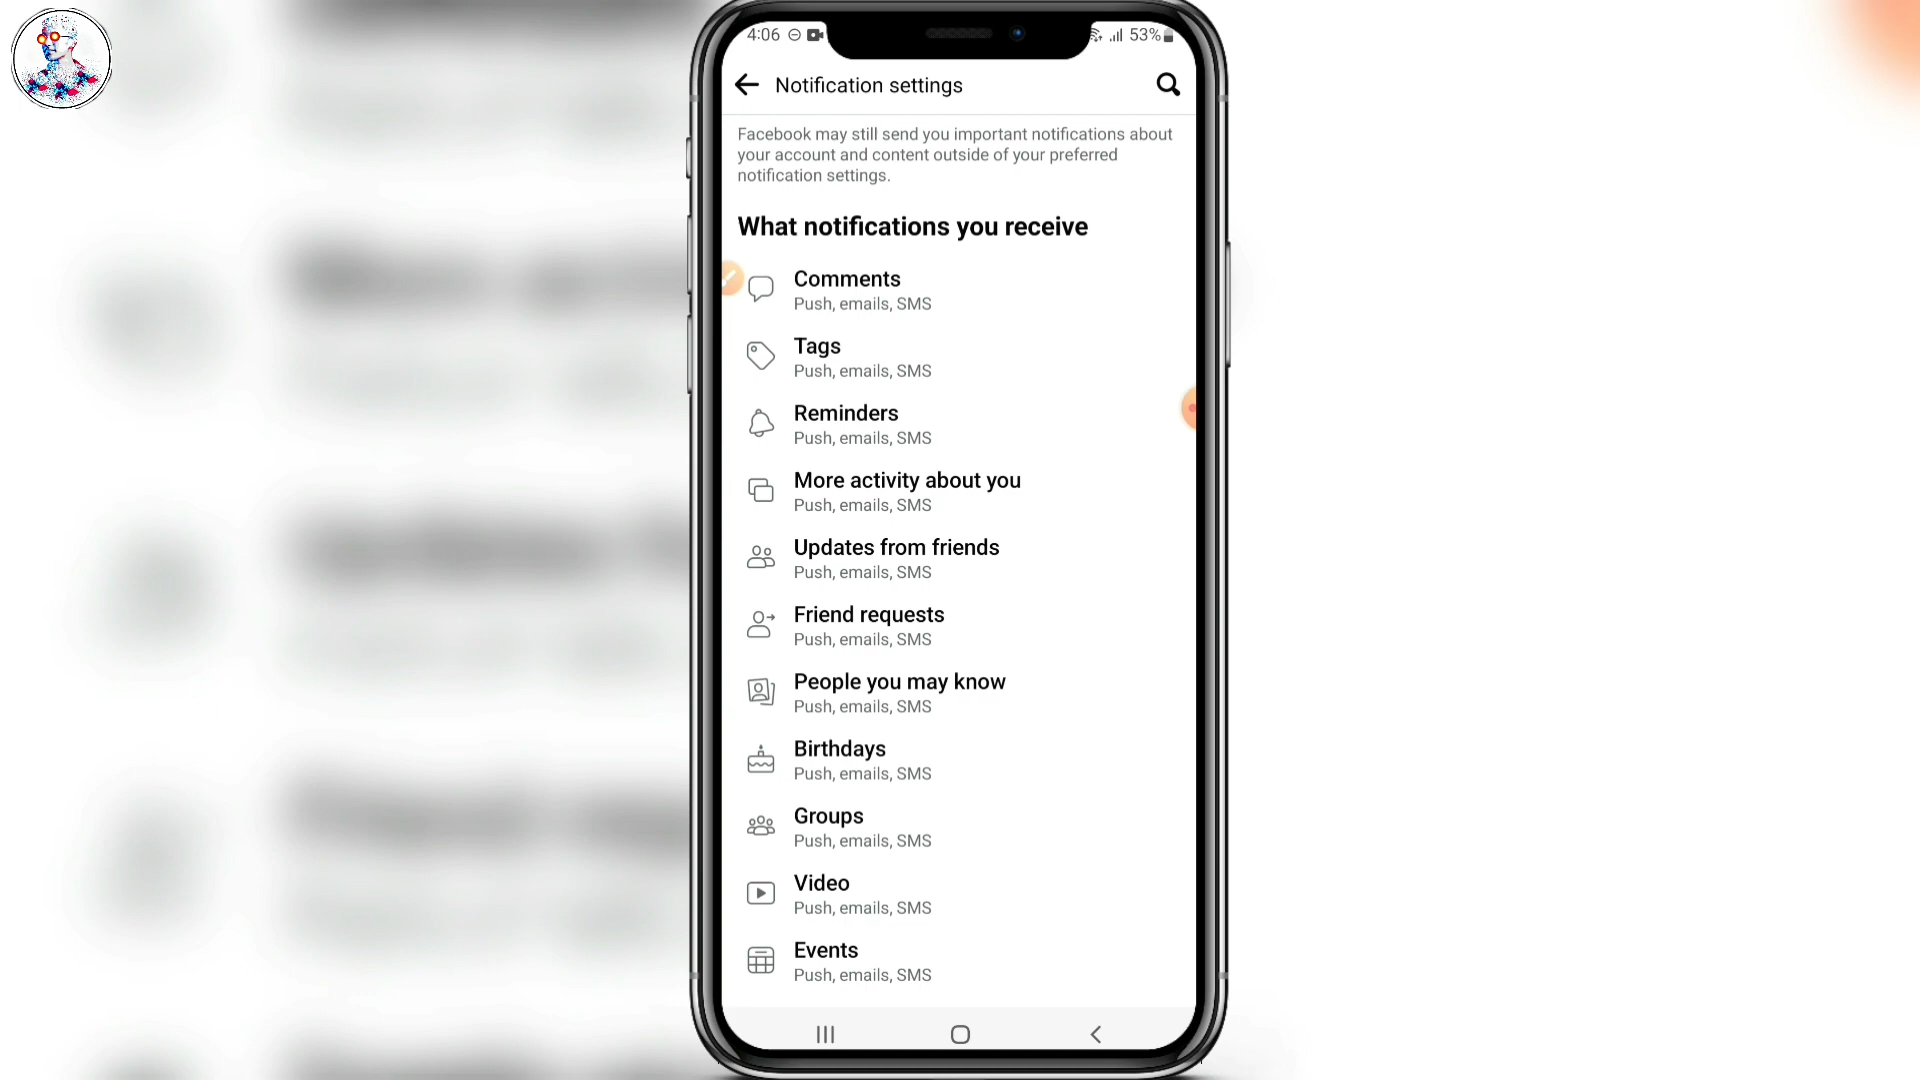 4:06
53%
Notification settings
Facebook may still send you important notifications about
your account and content outside of your preferred
notification settings.
What notifications you receive
Comments
Push, emails, SMS
Tags
Push, emails, SMS
Reminders
Push, emails, SMS
More activity about you
Push, emails, SMS
Updates from friends
Push, emails, SMS
Friend requests
Push, emails, SMS
People you may know
Push, emails, SMS
Birthdays
Push, emails, SMS
Groups
Push, emails, SMS
Video
Push, emails, SMS
Events
Push, emails, SMS